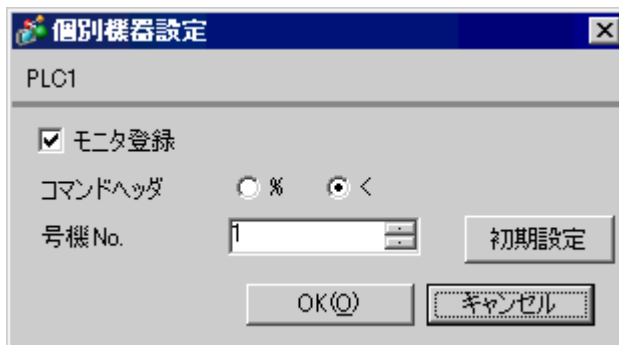 個別機器設定
PLC1
モニタ登録
コマンドヘッダ % <
号機No. 1 初期設定
OK(O) キャンセル